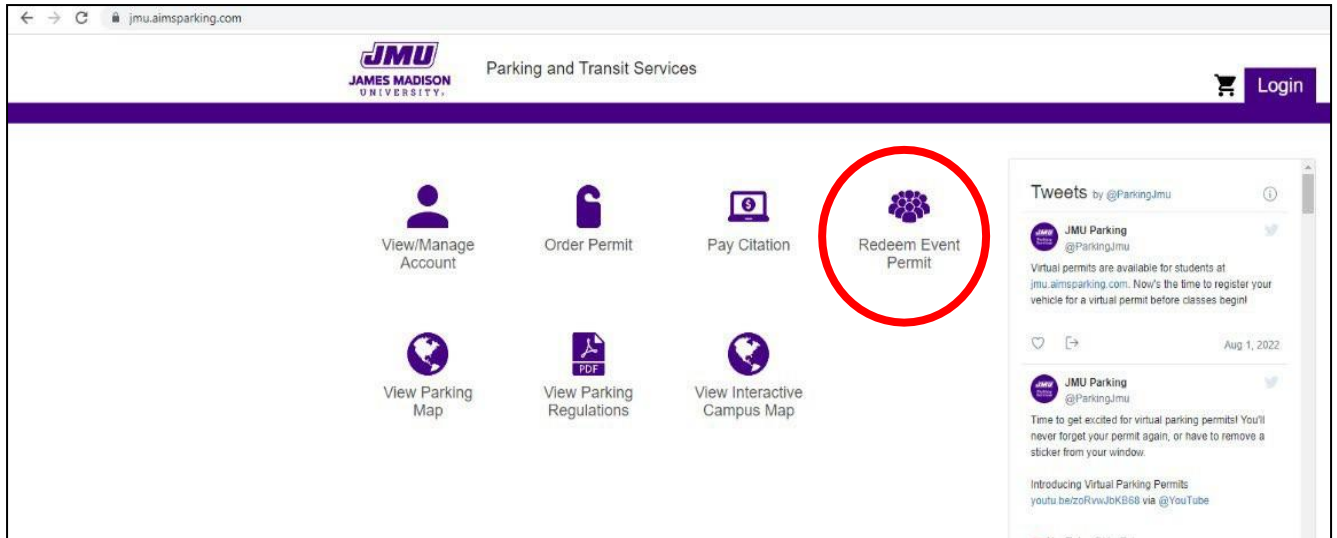 jmu.aimsparking.com
JMU
JAMES MADISON
UNIVERSITY.
Parking and Transit Services
Login
View/Manage
Account
Order Permit
Pay Citation
Redeem Event
Permit
View Parking
Map
PDF
View Parking
Regulations
View Interactive
Campus Map
Tweets by @ParkingJmu
JMU Parking
@ParkingJmu
Virtual permits are available for students at
jmu.aimsparking.com. Now's the time to register your
vehicle for a virtual permit before classes begin!
Aug 1, 2022
JMU Parking
@ParkingJmu
Time to get excited for virtual parking permits! You'll
never forget your permit again, or have to remove a
sticker from your window.
Introducing Virtual Parking Permits
youtu.be/zoRvwJbKB68 via @YouTube